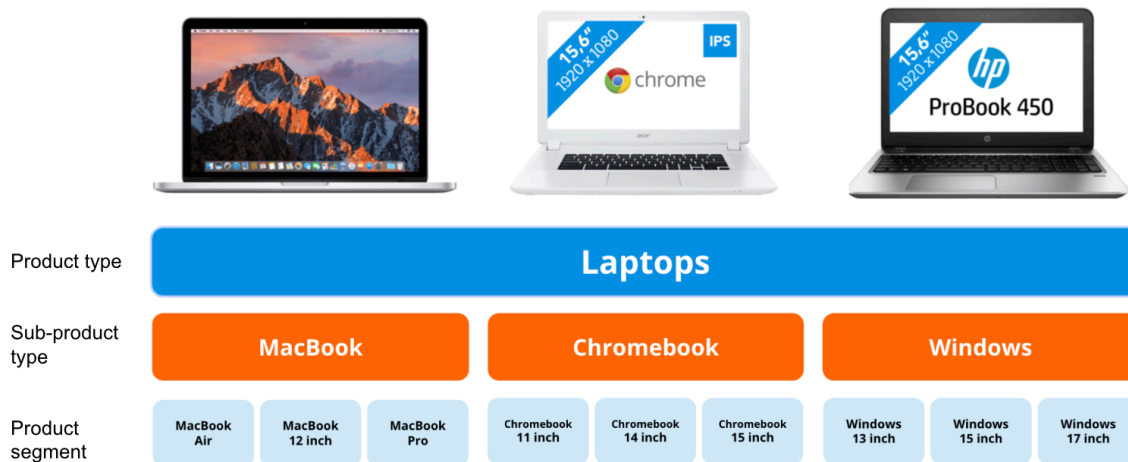 15,6"
1920 x 1080
IPS
chrome
acer
15,6"
1920 x 1080
hp
ProBook 450
Product type
Laptops
Sub-product
type
MacBook
Chromebook
Windows
Product
segment
MacBook
Air
MacBook
12 inch
MacBook
Pro
Chromebook
11 inch
Chromebook
14 inch
Chromebook
15 inch
Windows
13 inch
Windows
15 inch
Windows
17 inch